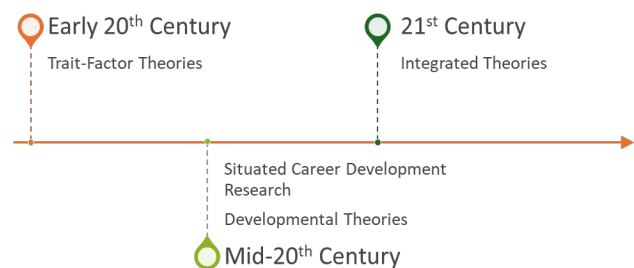 Early 20th Century
Trait-Factor Theories
21st Century
Integrated Theories
Situated Career Development
Research
Developmental Theories
Mid-20th Century